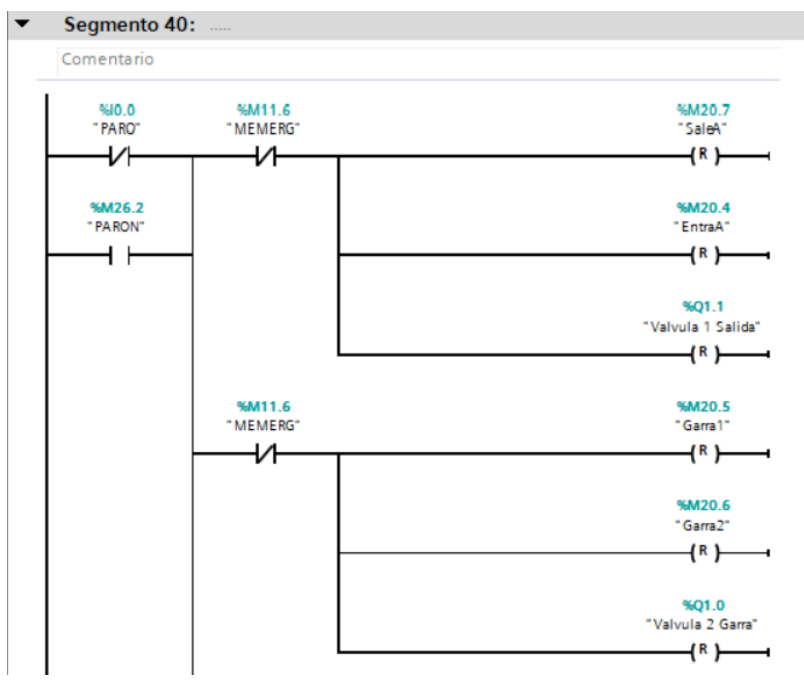 Segmento 40: .....
Comentario
%I0.0 %M11.6 %M20.7
"PARO" "MEMERG" "SaleA"
( R )
%M26.2 %M20.4
"PARON" "EntraA"
( R )
%Q1.1
"Valvula 1 Salida"
( R )
%M11.6 %M20.5
"MEMERG" "Garra1"
( R )
%M20.6
"Garra2"
( R )
%Q1.0
"Valvula 2 Garra"
( R )